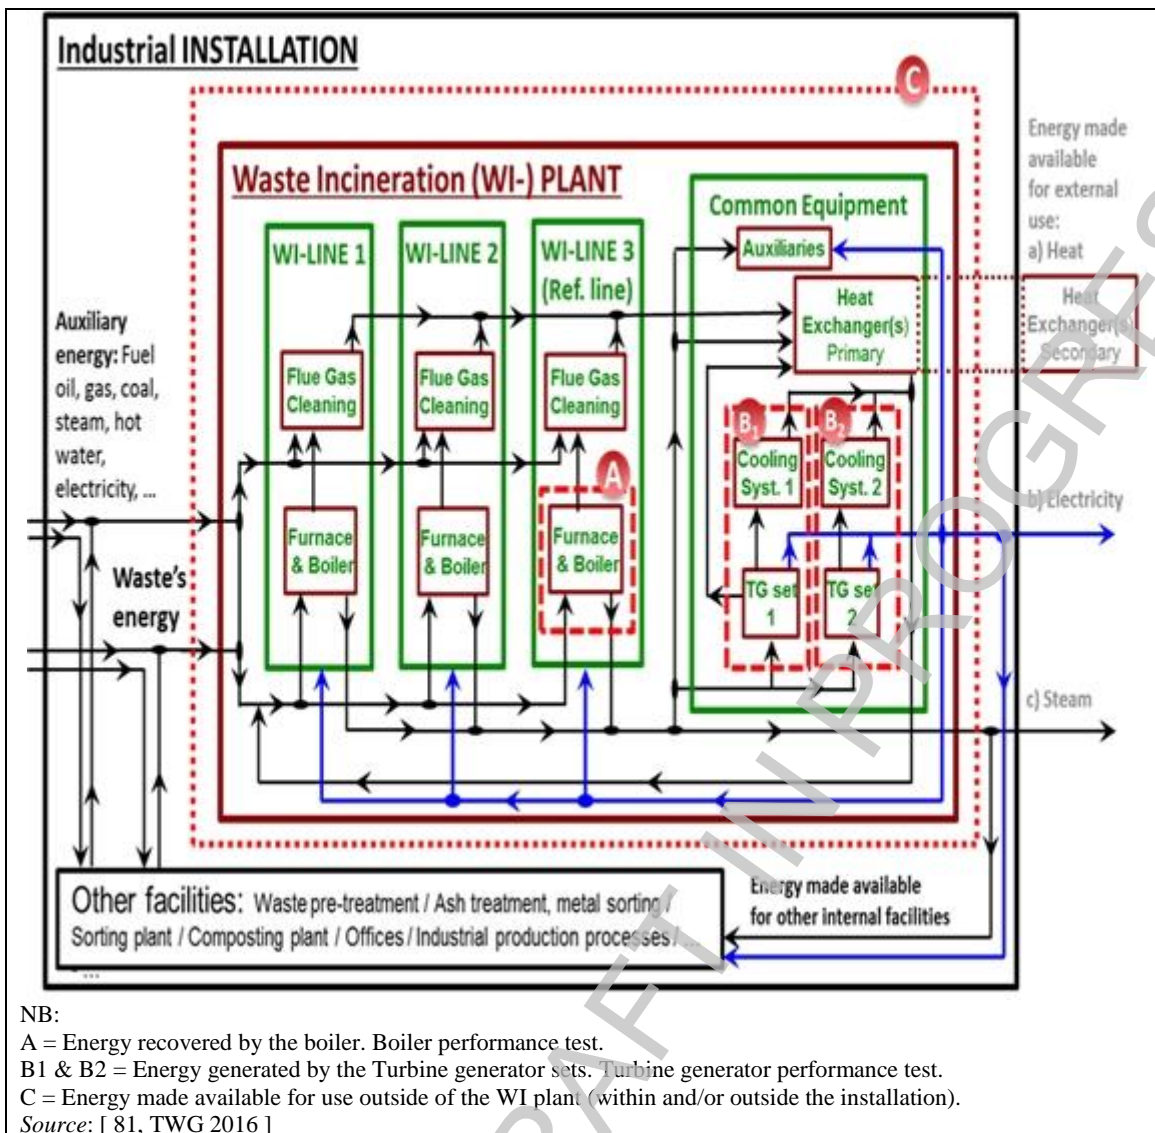 Industrial INSTALLATION
C
Energy made
available
for external
use:
a) Heat
Waste Incineration (WI-) PLANT
Common Equipment
WI-LINE 1
WI-LINE 2
WI-LINE 3
(Ref. line)
Auxiliaries
Heat
Exchanger(s)
Primary
Heat
Exchanger(s)
Secondary
Auxiliary
energy: Fuel
oil, gas, coal,
steam, hot
water,
electricity, ...
Flue Gas
Cleaning
Flue Gas
Cleaning
Flue Gas
Cleaning
B1
B2
Cooling
Syst. 1
Cooling
Syst. 2
A
b) Electricity
Furnace
& Boiler
Furnace
& Boiler
Furnace
& Boiler
TG set
1
TG set
2
Waste's
energy
c) Steam
Other facilities: Waste pre-treatment / Ash treatment, metal sorting /
Sorting plant / Composting plant / Offices / Industrial production processes / ...
...
Energy made available
for other internal facilities
NB:
A = Energy recovered by the boiler. Boiler performance test.
B1 & B2 = Energy generated by the Turbine generator sets. Turbine generator performance test.
C = Energy made available for use outside of the WI plant (within and/or outside the installation).
Source: [ 81, TWG 2016 ]
DRAFT IN PROGRES